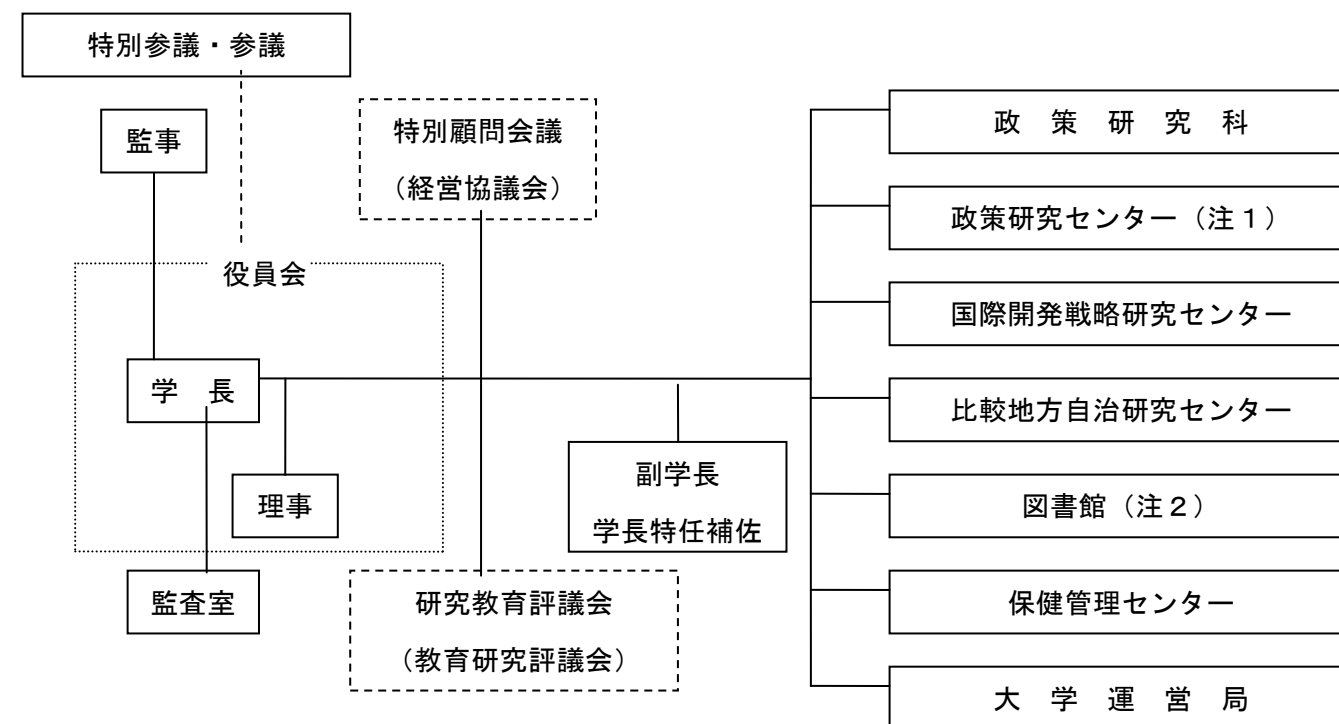 特別参議・参議
監事
特別顧問会議
（経営協議会）
役員会
学　長
理事
監査室
副学長
学長特任補佐
研究教育評議会
（教育研究評議会）
政　策　研　究　科
政策研究センター（注１）
国際開発戦略研究センター
比較地方自治研究センター
図書館（注２）
保健管理センター
大　学　運　営　局